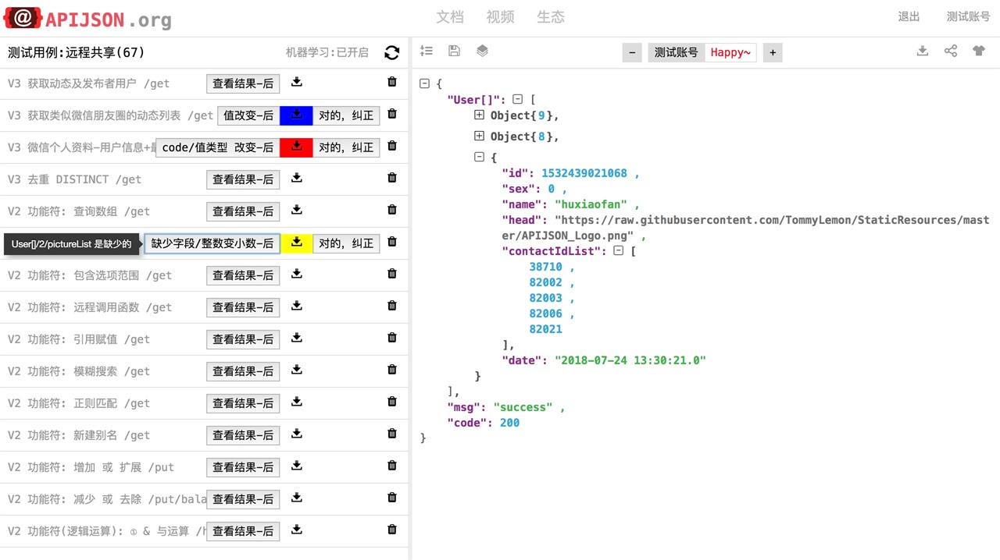 @ APIJSON.org
文档 视频 生态
退出 测试账号
测试用例:远程共享(67) 机器学习:已开启
− 测试账号 Happy~ +
V3 获取动态及发布者用户 /get 查看结果-后
V3 获取类似微信朋友圈的动态列表 /get 值改变-后 对的，纠正
V3 微信个人资料-用户信息+ code/值类型 改变-后 对的，纠正
V3 去重 DISTINCT /get 查看结果-后
V2 功能符: 查询数组 /get 查看结果-后
User[]/2/pictureList 是缺少的 缺少字段/整数变小数-后 对的，纠正
V2 功能符: 包含选项范围 /get 查看结果-后
V2 功能符: 远程调用函数 /get 查看结果-后
V2 功能符: 引用赋值 /get 查看结果-后
V2 功能符: 模糊搜索 /get 查看结果-后
V2 功能符: 正则匹配 /get 查看结果-后
V2 功能符: 新建别名 /get 查看结果-后
V2 功能符: 增加 或 扩展 /put 查看结果-后
V2 功能符: 减少 或 去除 /put/bala 查看结果-后
V2 功能符(逻辑运算): ① & 与运算 /h 查看结果-后
{
"User[]": [
Object{9},
Object{8},
{
"id": 1532439021068 ,
"sex": 0 ,
"name": "huxiaofan" ,
"head": "https://raw.githubusercontent.com/TommyLemon/StaticResources/mast
er/APIJSON_Logo.png" ,
"contactIdList": [
38710 ,
82002 ,
82003 ,
82006 ,
82021
],
"date": "2018-07-24 13:30:21.0"
}
],
"msg": "success" ,
"code": 200
}